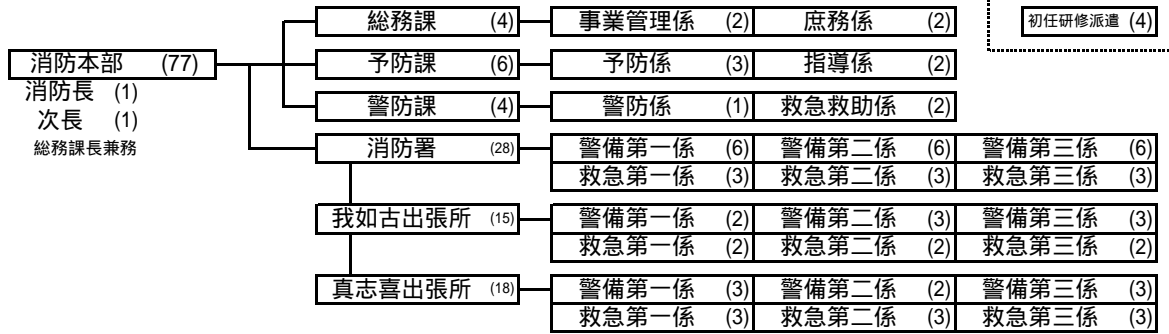 総務課 (4) 事業管理係 (2) 庶務係 (2) 初任研修派遣 (4)
消防本部 (77) 予防課 (6) 予防係 (3) 指導係 (2)
消防長 (1)
次長 (1)
総務課長兼務
警防課 (4) 警防係 (1) 救急救助係 (2)
消防署 (28) 警備第一係 (6) 警備第二係 (6) 警備第三係 (6)
救急第一係 (3) 救急第二係 (3) 救急第三係 (3)
我如古出張所 (15) 警備第一係 (2) 警備第二係 (3) 警備第三係 (3)
救急第一係 (2) 救急第二係 (2) 救急第三係 (2)
真志喜出張所 (18) 警備第一係 (3) 警備第二係 (2) 警備第三係 (3)
救急第一係 (3) 救急第二係 (3) 救急第三係 (3)